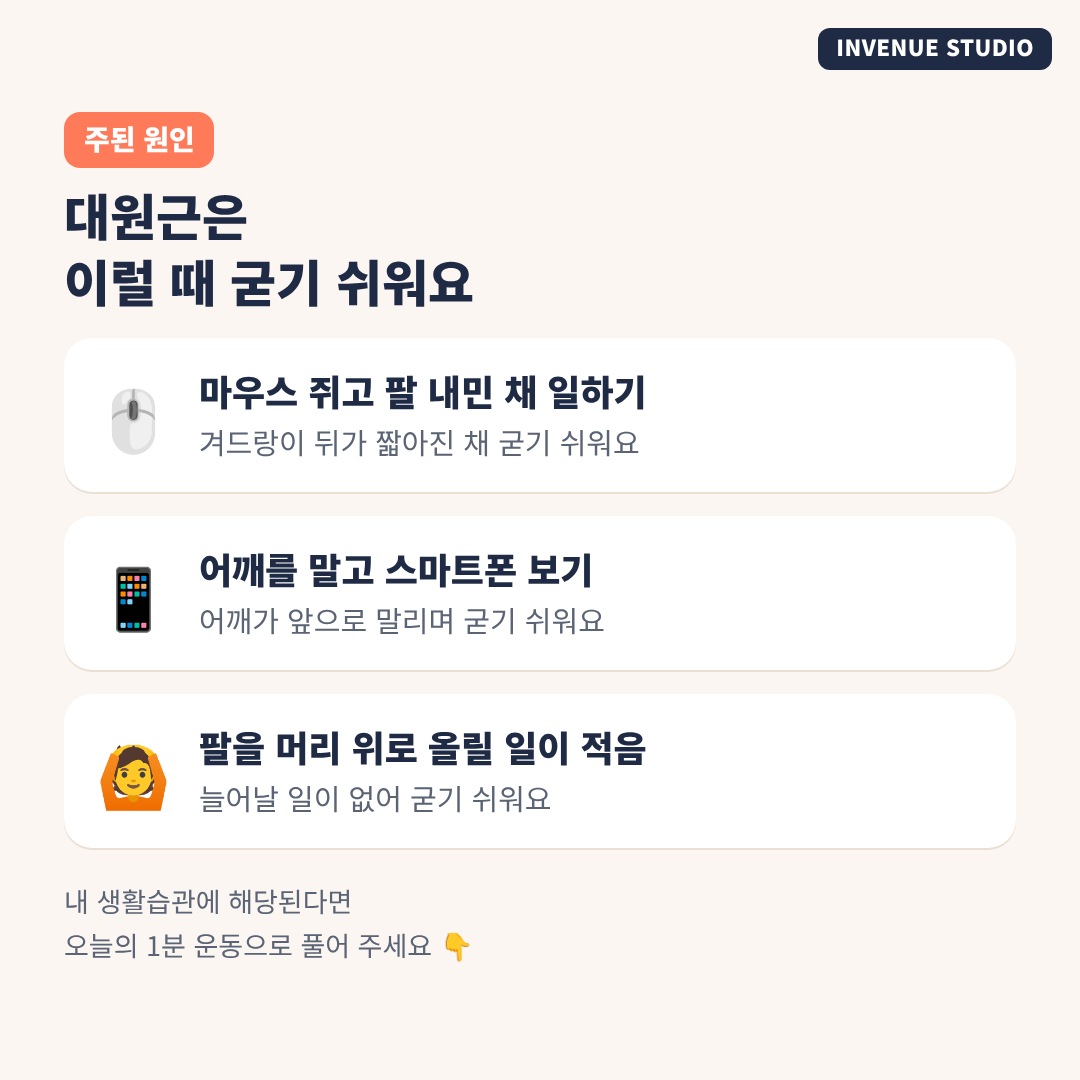 INVENUE STUDIO
주된 원인
대원근은
이럴 때 굳기 쉬워요
마우스 쥐고 팔 내민 채 일하기
겨드랑이 뒤가 짧아진 채 굳기 쉬워요
어깨를 말고 스마트폰 보기
어깨가 앞으로 말리며 굳기 쉬워요
팔을 머리 위로 올릴 일이 적음
늘어날 일이 없어 굳기 쉬워요
내 생활습관에 해당된다면
오늘의 1분 운동으로 풀어 주세요 👇